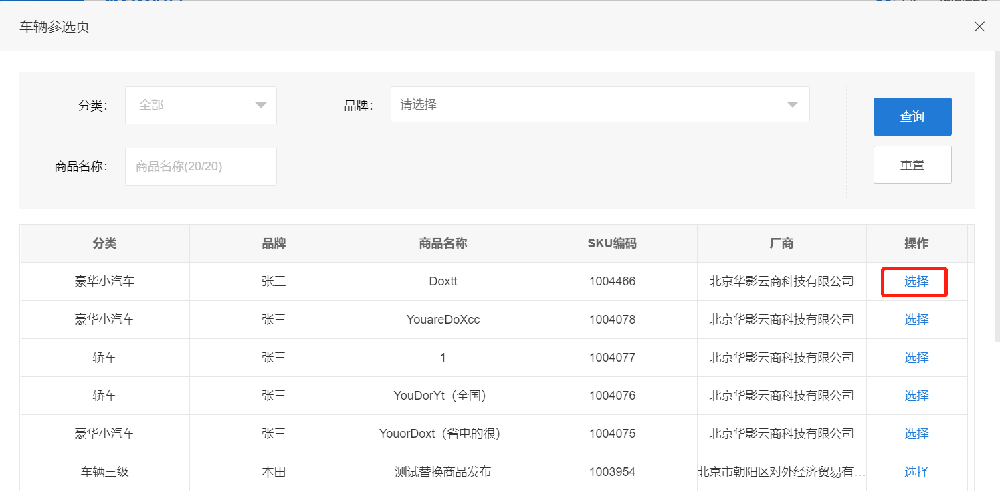 车辆参选页
分类： 全部 品牌： 请选择 查询
商品名称： 商品名称(20/20) 重置
分类 品牌 商品名称 SKU编码 厂商 操作
豪华小汽车 张三 Doxtt 1004466 北京华影云商科技有限公司 选择
豪华小汽车 张三 YouareDoXcc 1004078 北京华影云商科技有限公司 选择
轿车 张三 1 1004077 北京华影云商科技有限公司 选择
轿车 张三 YouDorYt（全国） 1004076 北京华影云商科技有限公司 选择
豪华小汽车 张三 YouorDoxt（省电的很） 1004075 北京华影云商科技有限公司 选择
车辆三级 本田 测试替换商品发布 1003954 北京市朝阳区对外经济贸易有… 选择